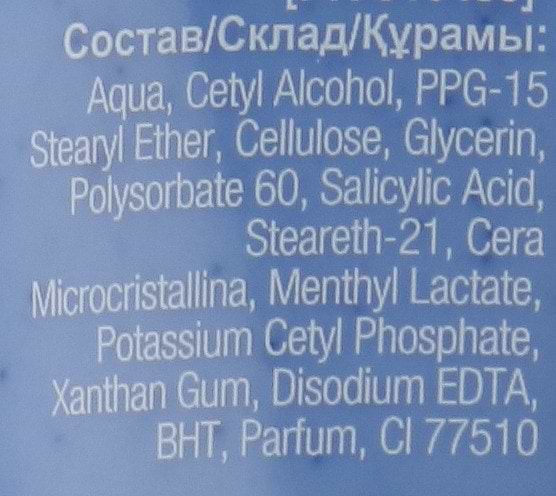 Состав/Склад/Құрамы:
Aqua, Cetyl Alcohol, PPG-15
Stearyl Ether, Cellulose, Glycerin,
Polysorbate 60, Salicylic Acid,
Steareth-21, Cera
Microcristallina, Menthyl Lactate,
Potassium Cetyl Phosphate,
Xanthan Gum, Disodium EDTA,
BHT, Parfum, CI 77510